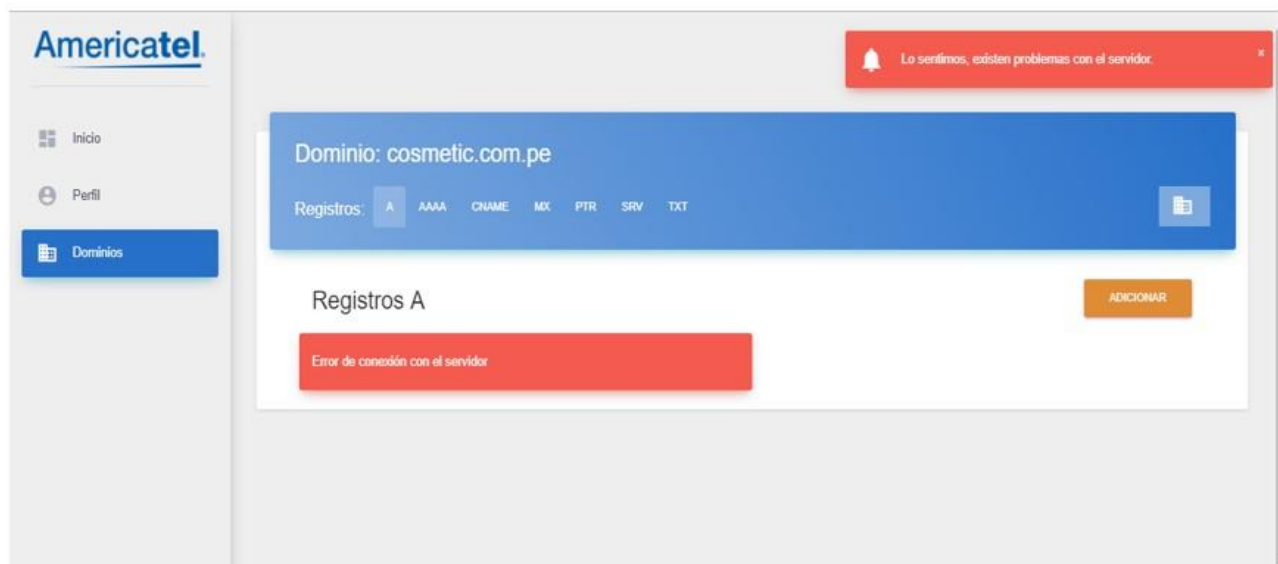 Americatel.
Lo sentimos, existen problemas con el servidor.
x
Inicio
Perfil
Dominios
Dominio: cosmetic.com.pe
Registros: A AAAA CNAME MX PTR SRV TXT
Registros A
ADICIONAR
Error de conexión con el servidor